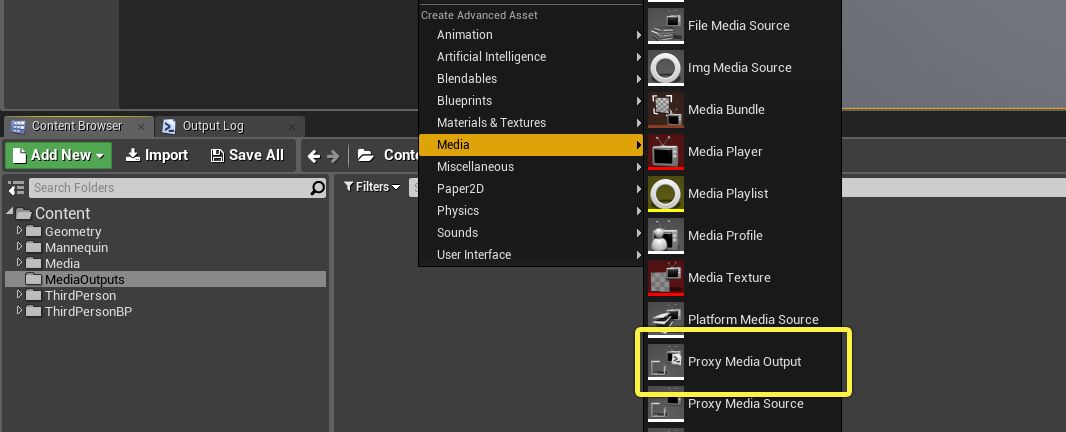 Create Advanced Asset
Animation
Artificial Intelligence
Blendables
Blueprints
Materials & Textures
Media
Miscellaneous
Paper2D
Physics
Sounds
User Interface
File Media Source
Img Media Source
Media Bundle
Media Player
Media Playlist
Media Profile
Media Texture
Platform Media Source
Proxy Media Output
Proxy Media Source
Content Browser
Output Log
Add New
Import
Save All
Conte
Search Folders
Filters
S
Content
Geometry
Mannequin
Media
MediaOutputs
ThirdPerson
ThirdPersonBP